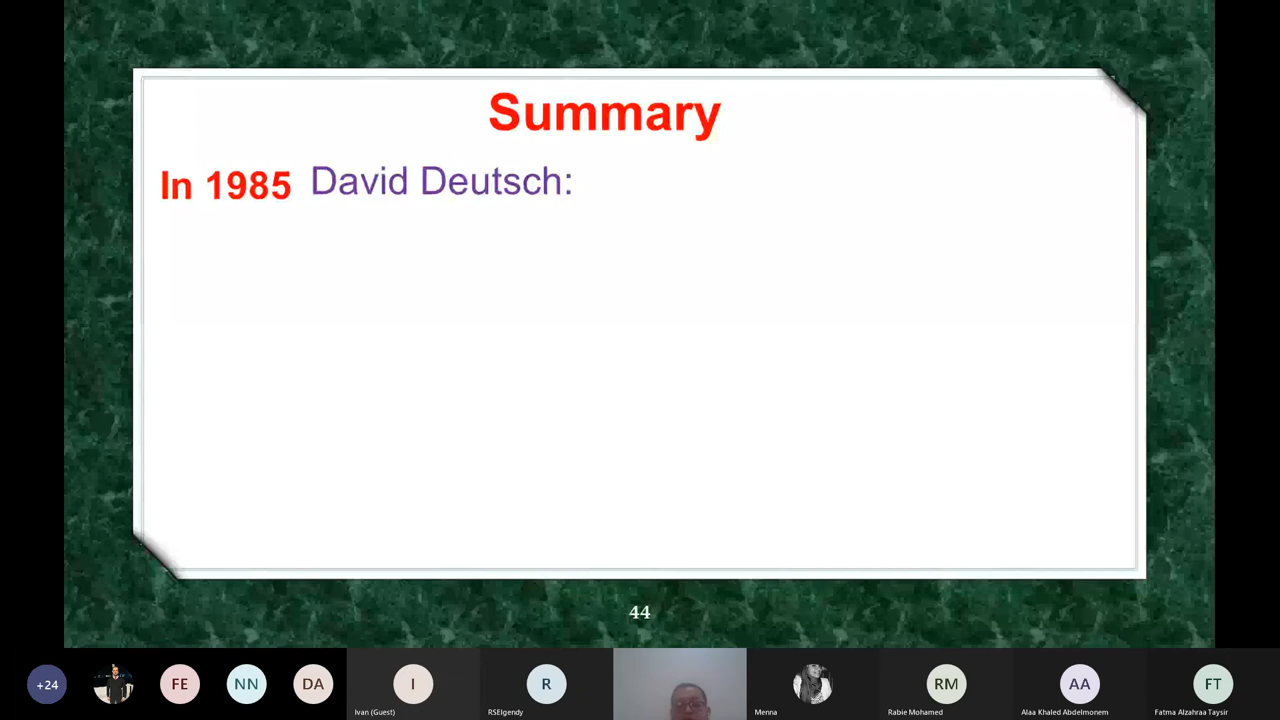 Summary
In 1985 David Deutsch:
44
+24
FE
NN
DA
I
R
RM
AA
FT
Ivan (Guest)
RSElgendy
Menna
Rabie Mohamed
Alaa Khaled Abdelmonem
Fatma Alzahraa Taysir